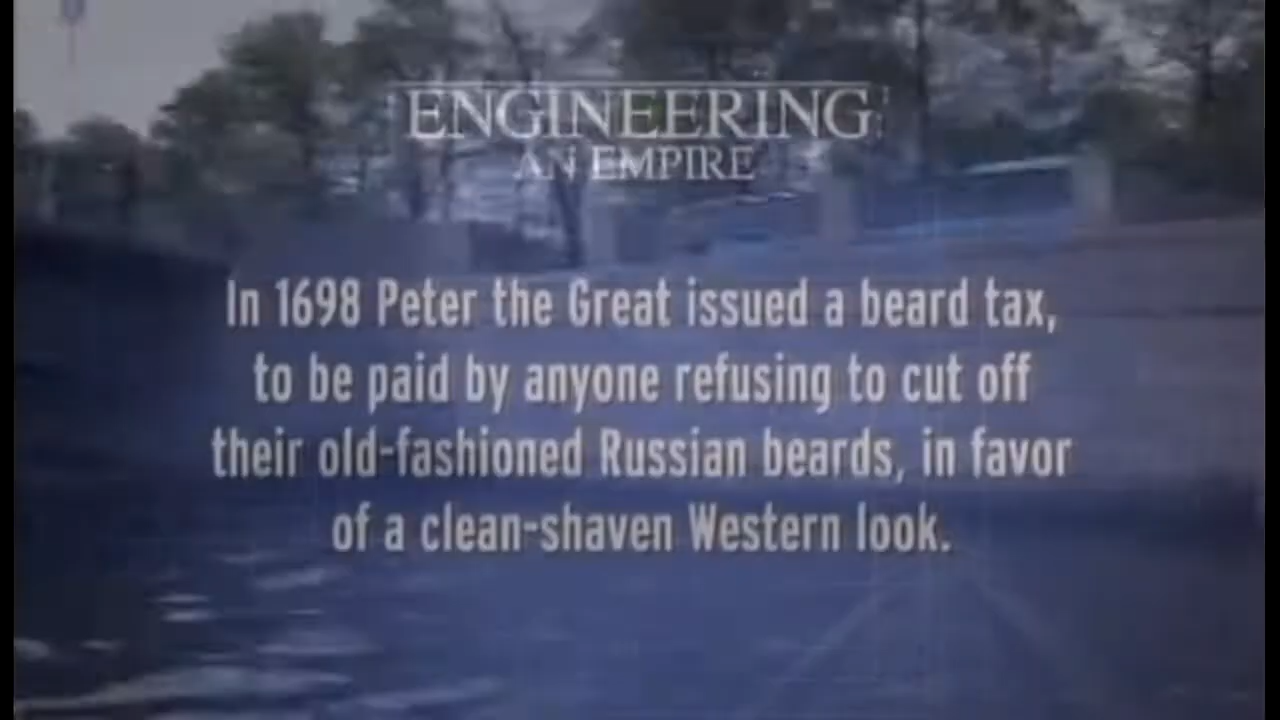 ENGINEERING
AN EMPIRE
In 1698 Peter the Great issued a beard tax,
to be paid by anyone refusing to cut off
their old-fashioned Russian beards, in favor
of a clean-shaven Western look.